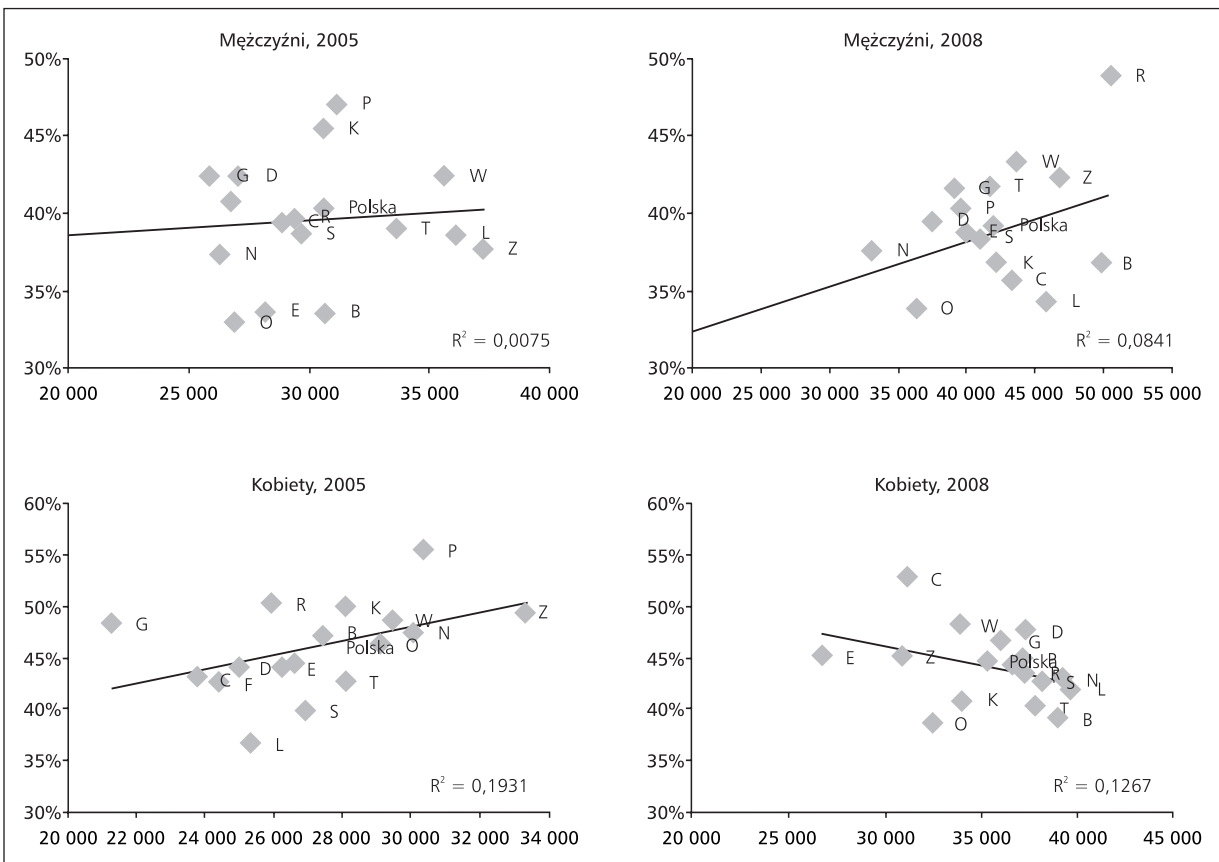 Mężczyźni, 2005
50%
45%
40%
35%
30%
P
K
G
D
W
Polska
R
C
S
T
L
Z
N
E
B
O
R² = 0,0075
20 000 25 000 30 000 35 000 40 000
Mężczyźni, 2008
50%
45%
40%
35%
30%
R
W
Z
G
T
P
D
Polska
E
S
N
K
B
C
L
O
R² = 0,0841
20 000 25 000 30 000 35 000 40 000 45 000 50 000 55 000
Kobiety, 2005
60%
55%
50%
45%
40%
35%
30%
P
R
K
Z
G
W
B
N
Polska
O
D
E
C
F
T
S
L
R² = 0,1931
20 000 22 000 24 000 26 000 28 000 30 000 32 000 34 000
Kobiety, 2008
60%
55%
50%
45%
40%
35%
30%
C
W
D
G
E
Z
Polska
N
S
L
K
T
O
B
R² = 0,1267
20 000 25 000 30 000 35 000 40 000 45 000